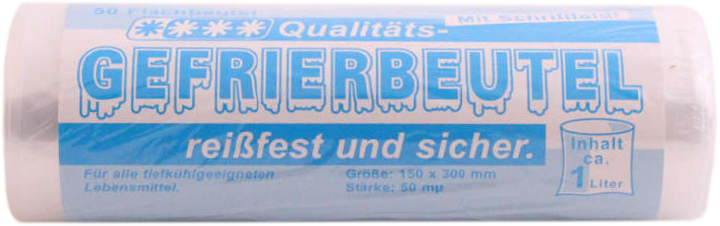 50 Flachbeutel
Mit Schriftfeld!
**** Qualitäts-
GEFRIERBEUTEL
reißfest und sicher.
Für alle tiefkühlgeeigneten
Lebensmittel.
Größe: 150 x 300 mm
Stärke: 50 mµ
Inhalt
ca.
1 Liter